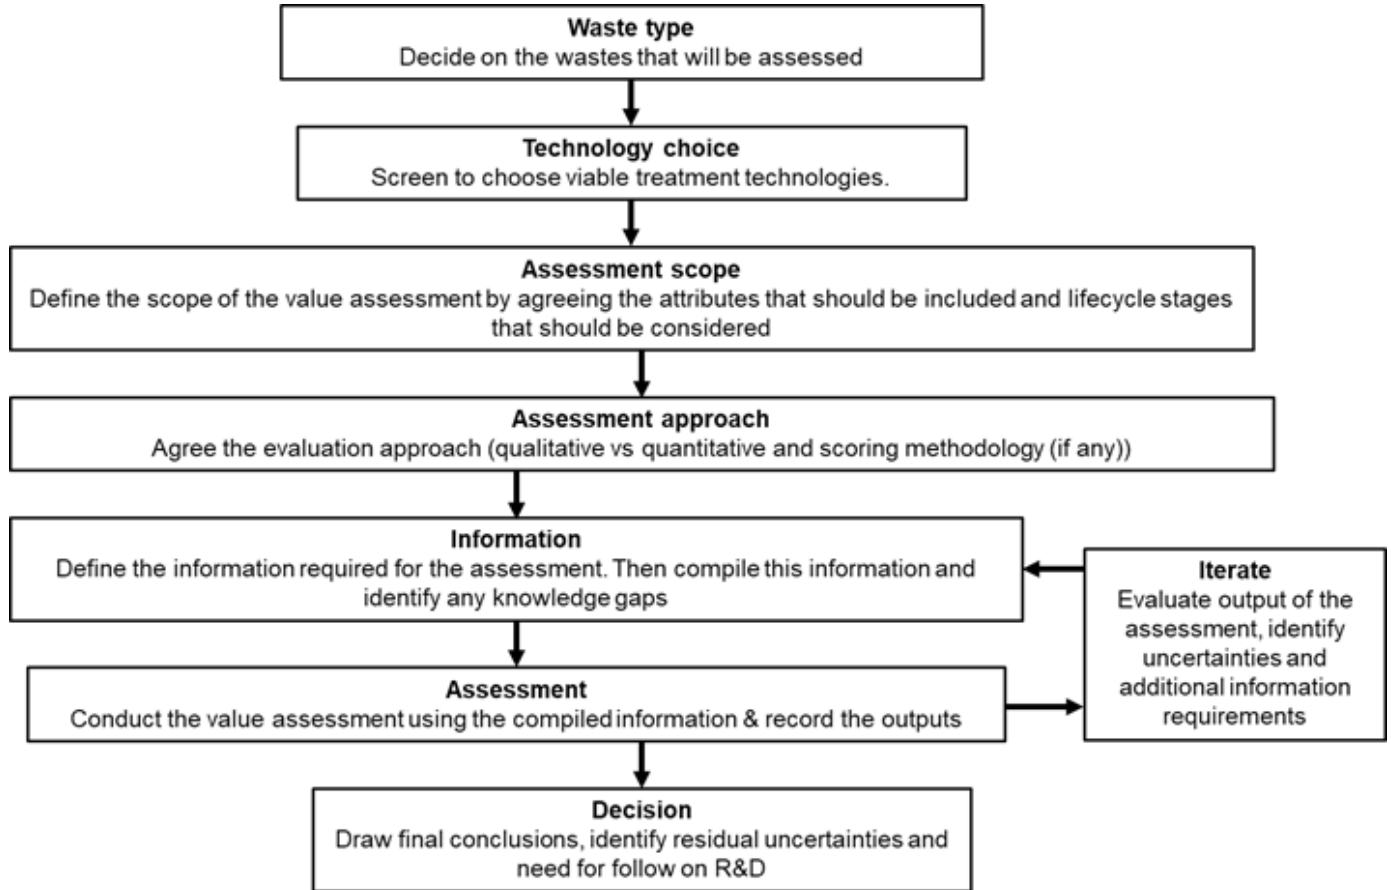 Waste type
Decide on the wastes that will be assessed
Technology choice
Screen to choose viable treatment technologies.
Assessment scope
Define the scope of the value assessment by agreeing the attributes that should be included and lifecycle stages
that should be considered
Assessment approach
Agree the evaluation approach (qualitative vs quantitative and scoring methodology (if any))
Information
Define the information required for the assessment. Then compile this information and
identify any knowledge gaps
Iterate
Evaluate output of the
assessment, identify
uncertainties and
additional information
requirements
Assessment
Conduct the value assessment using the compiled information & record the outputs
Decision
Draw final conclusions, identify residual uncertainties and
need for follow on R&D